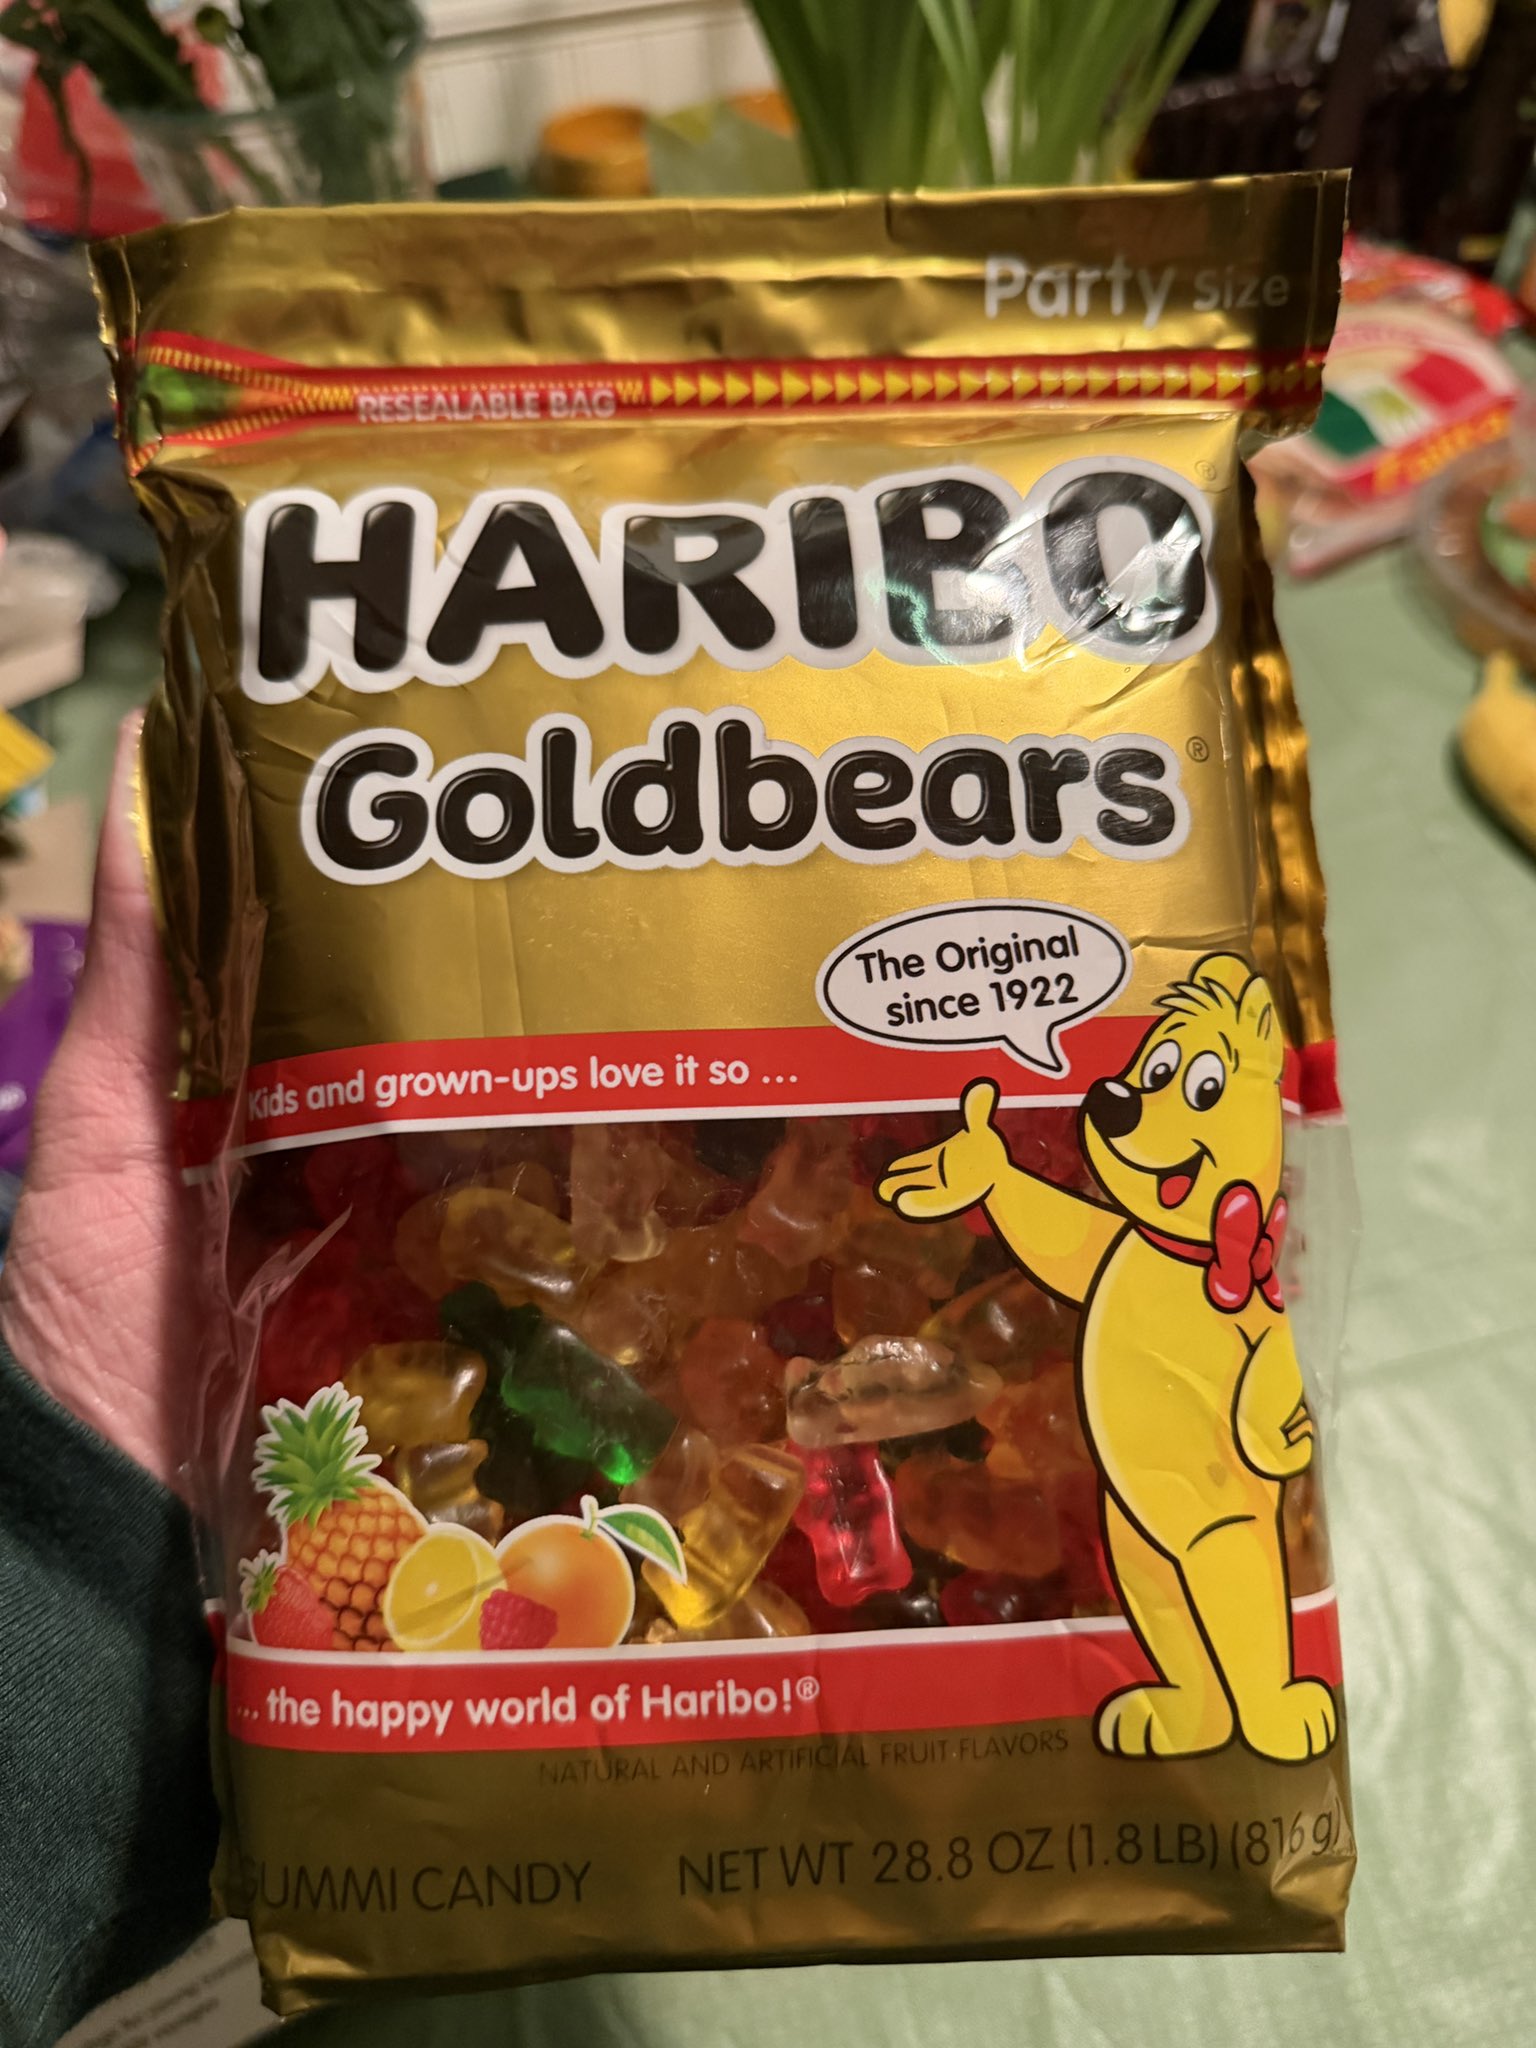 Party Size
RESEALABLE BAG
HARIBO®
Goldbears®
The Original
since 1922
Kids and grown-ups love it so ...
... the happy world of Haribo!®
NATURAL AND ARTIFICIAL FRUIT FLAVORS
GUMMI CANDY NET WT 28.8 OZ (1.8 LB) (816 g)